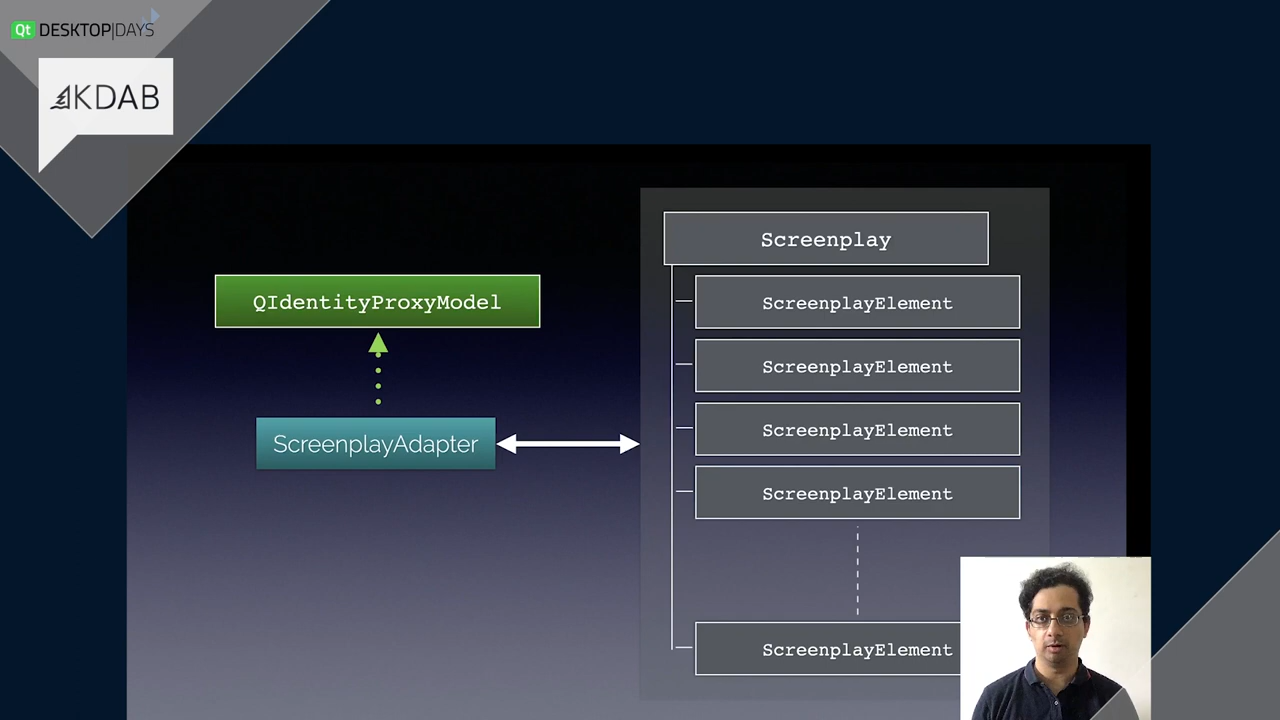 Qt DESKTOP|DAYS
KDAB
Screenplay
QIdentityProxyModel
ScreenplayElement
ScreenplayElement
ScreenplayElement
ScreenplayAdapter
ScreenplayElement
ScreenplayElement